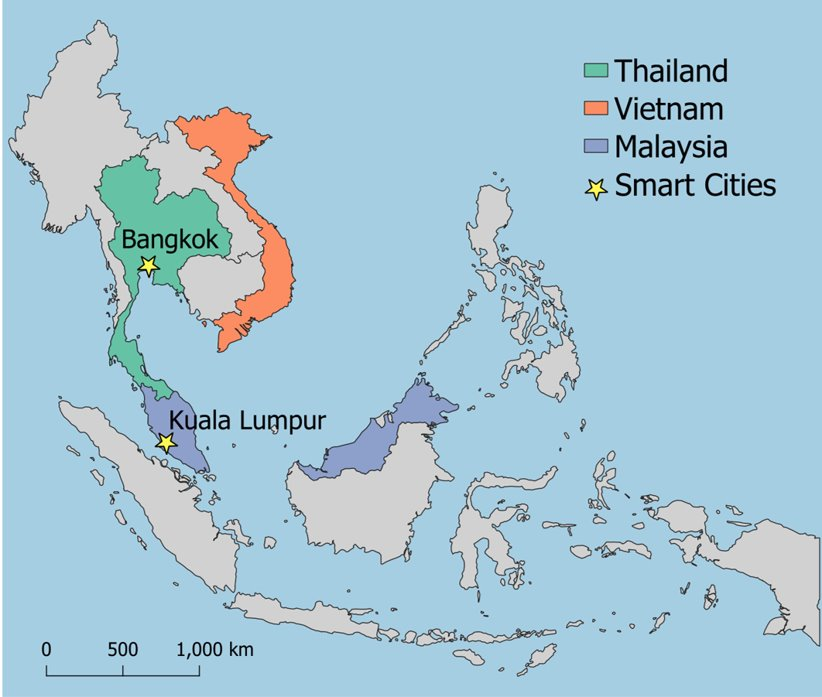 Thailand
Vietnam
Malaysia
Smart Cities
Bangkok
Kuala Lumpur
0 500 1,000 km